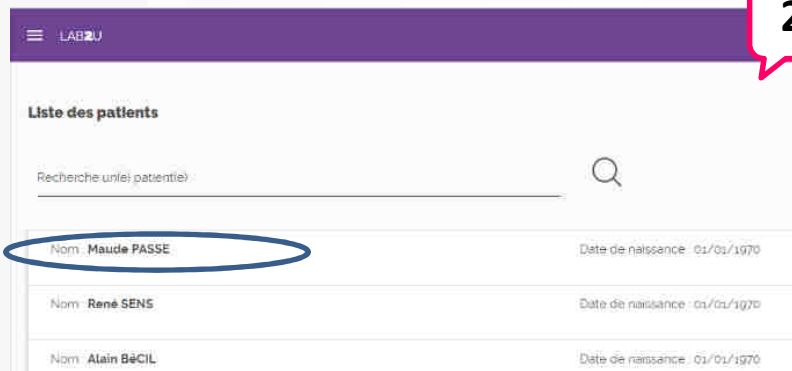 2
LAB2U
Liste des patients
Recherche un(e) patient(e)
Nom : Maude PASSE Date de naissance : 01/01/1970
Nom : René SENS Date de naissance : 01/01/1970
Nom : Alain BéCIL Date de naissance : 01/01/1970